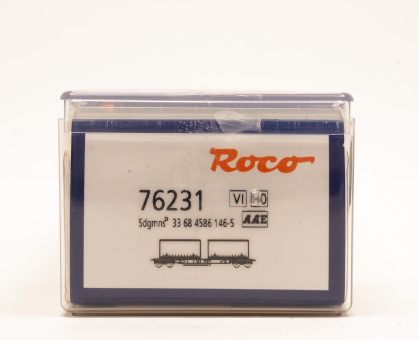 Roco
76231 VI H0
Sdgmns 33 68 4586 146-5 AAE